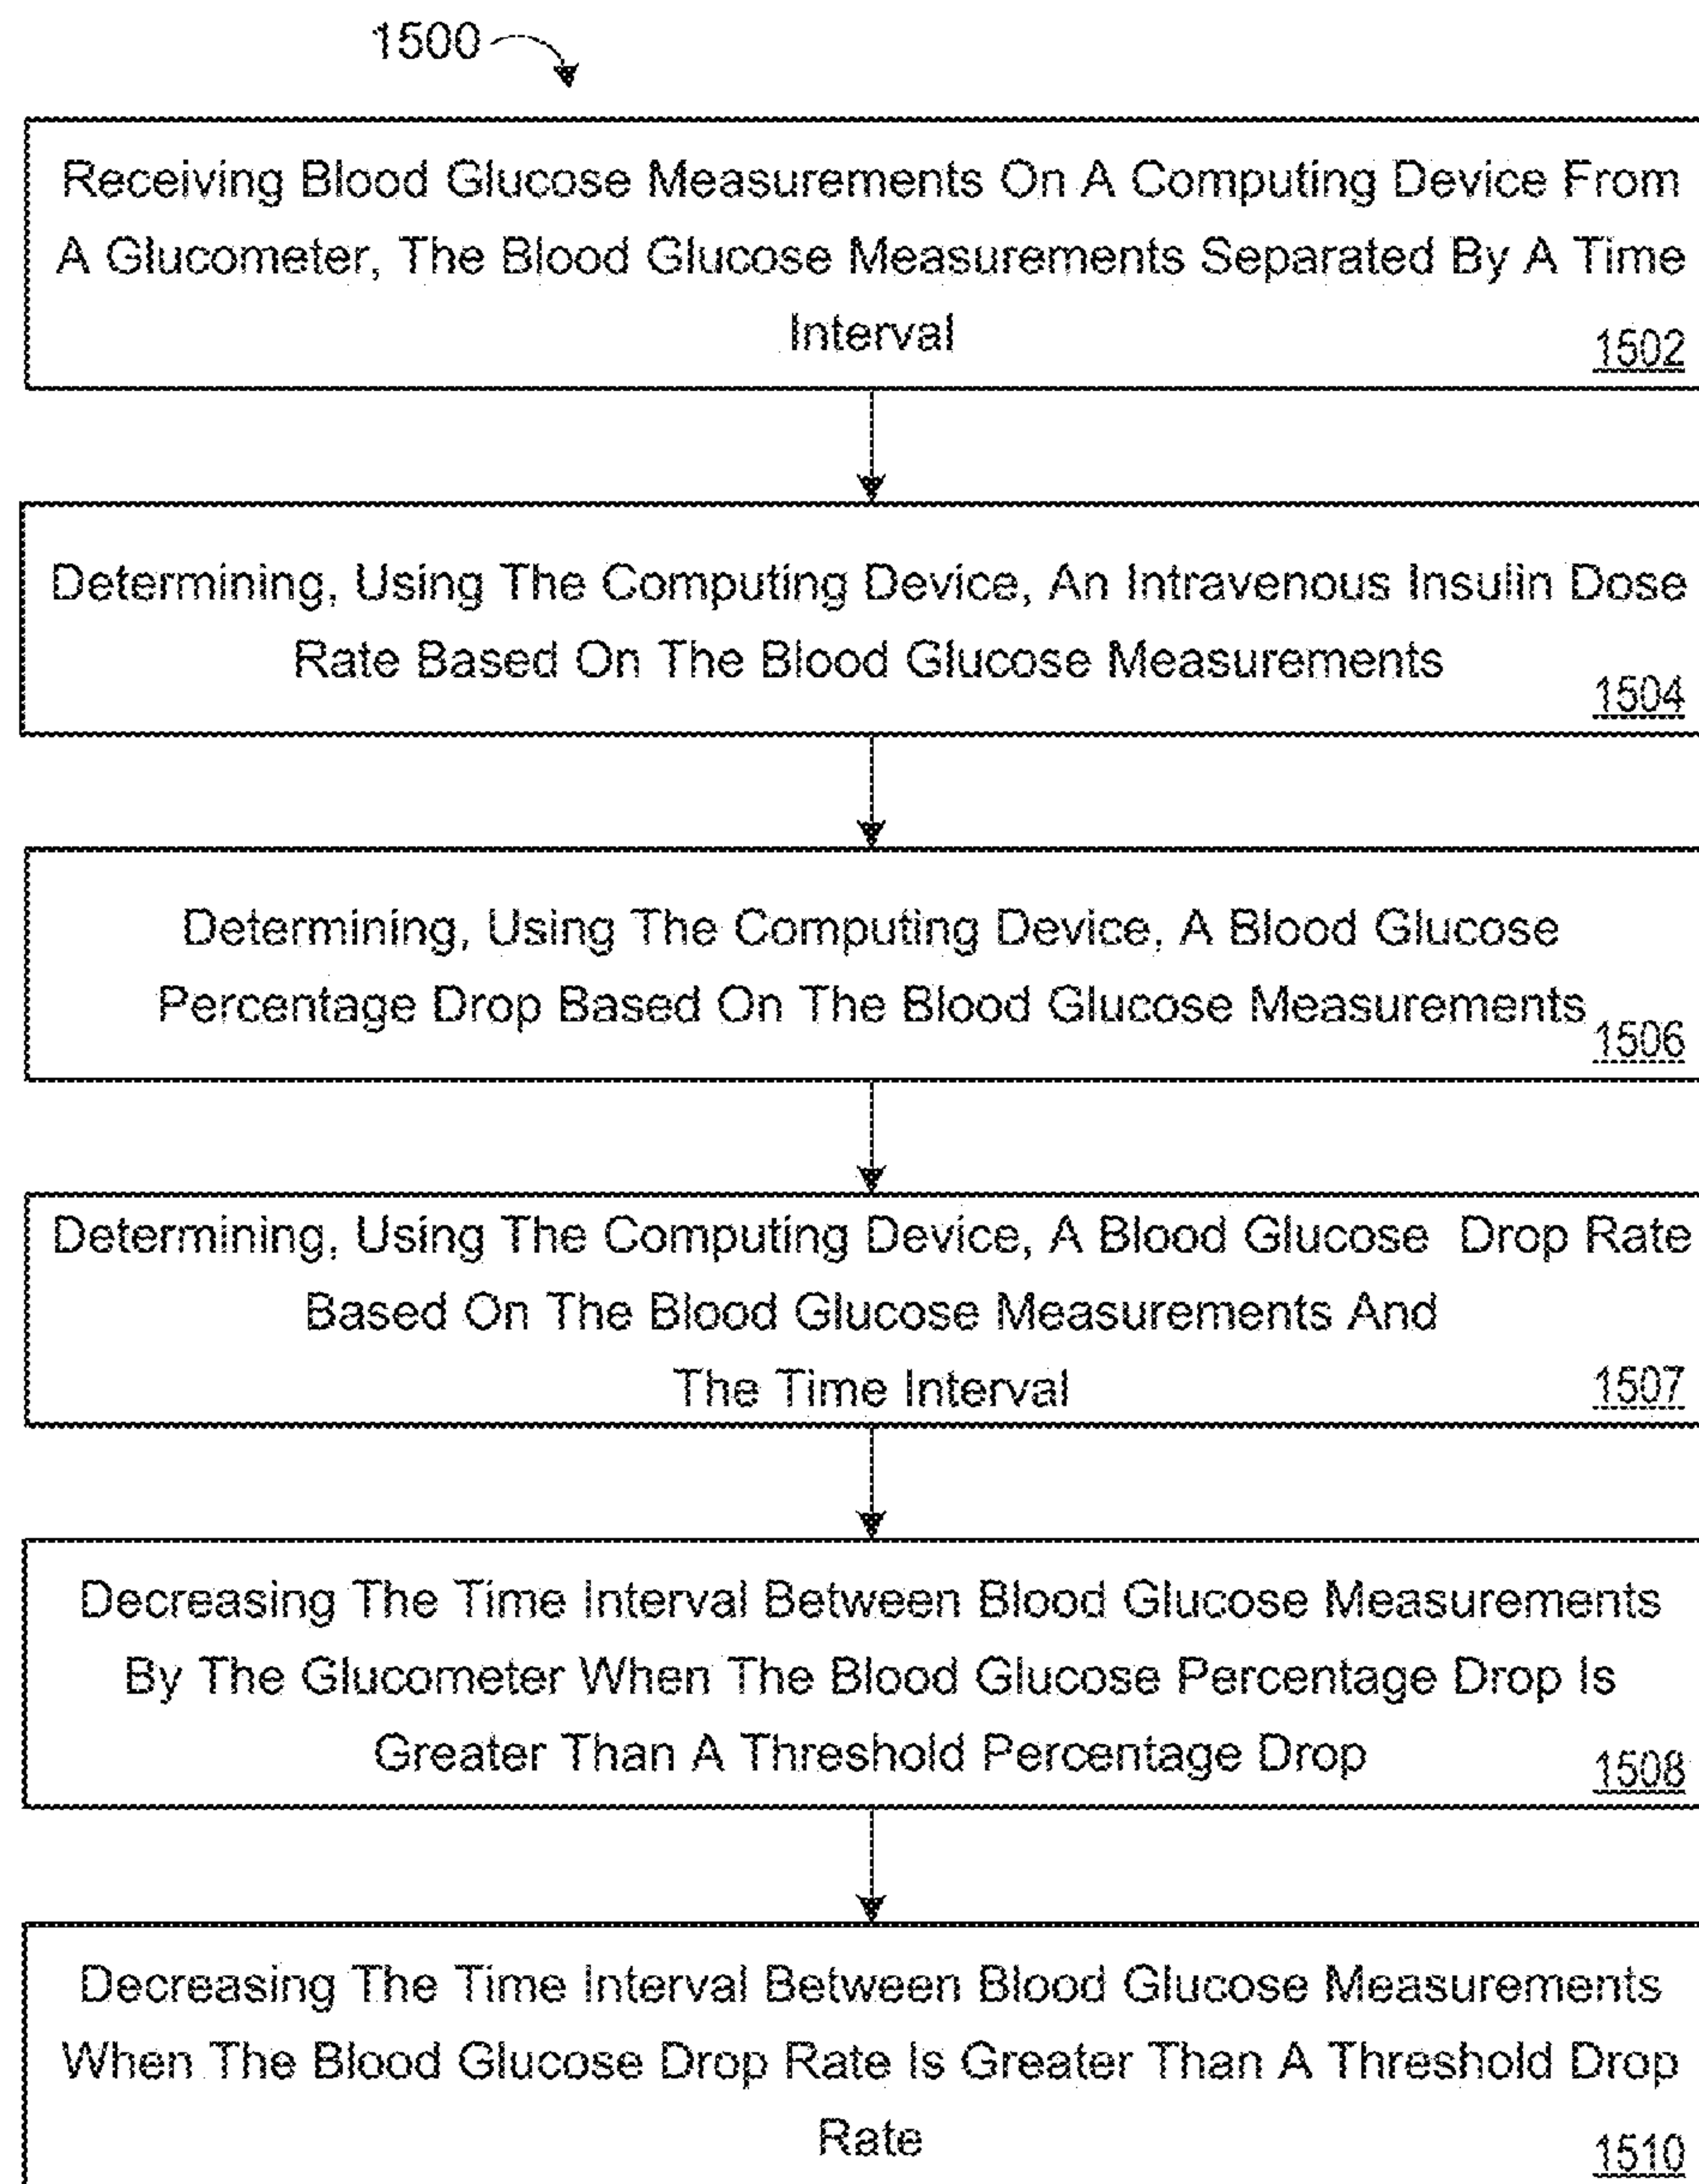 1500
Receiving Blood Glucose Measurements On A Computing Device From
A Glucometer, The Blood Glucose Measurements Separated By A Time
Interval
1502
Determining, Using The Computing Device, An Intravenous Insulin Dose
Rate Based On The Blood Glucose Measurements
1504
Determining, Using The Computing Device, A Blood Glucose
Percentage Drop Based On The Blood Glucose Measurements
1506
Determining, Using The Computing Device, A Blood Glucose Drop Rate
Based On The Blood Glucose Measurements And
The Time Interval
1507
Decreasing The Time Interval Between Blood Glucose Measurements
By The Glucometer When The Blood Glucose Percentage Drop Is
Greater Than A Threshold Percentage Drop
1508
Decreasing The Time Interval Between Blood Glucose Measurements
When The Blood Glucose Drop Rate Is Greater Than A Threshold Drop
Rate
1510